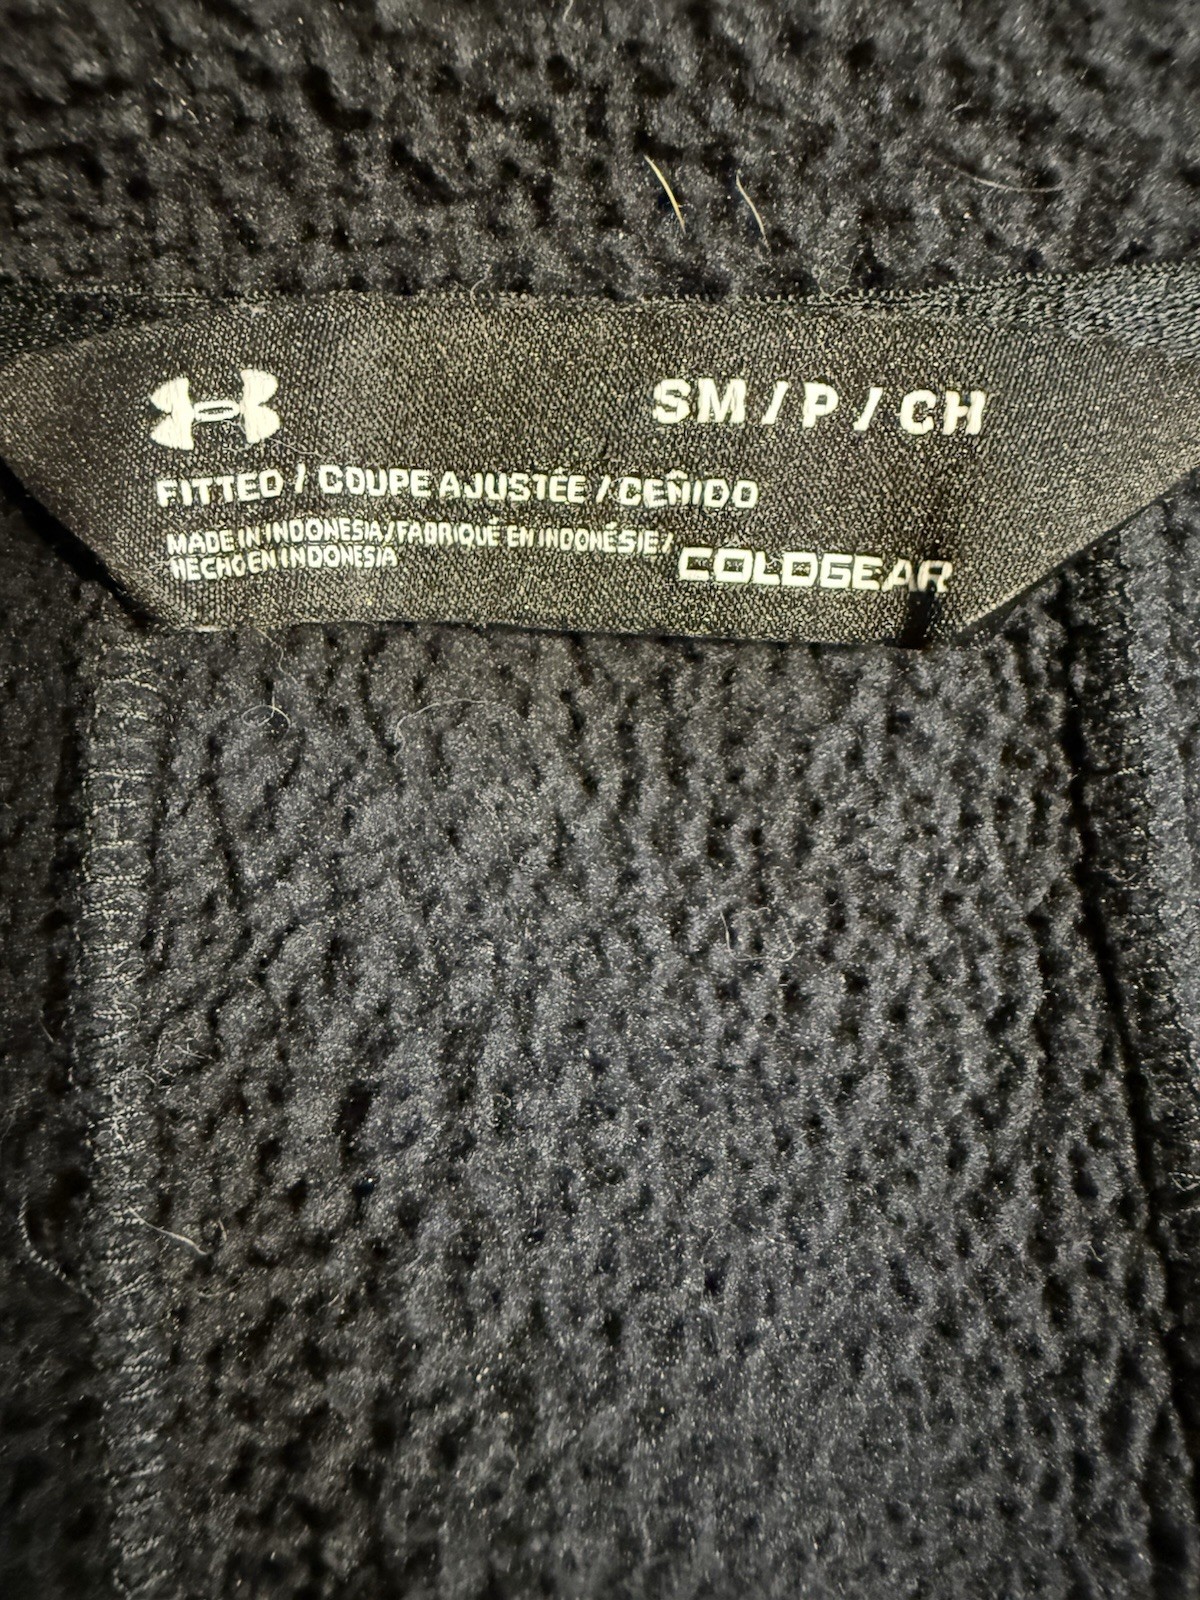 SM / P / CH
FITTED / COUPE AJUSTÉE / CEÑIDO
MADE IN INDONESIA / FABRIQUÉ EN INDONÉSIE /
HECHO EN INDONESIA
COLDGEAR